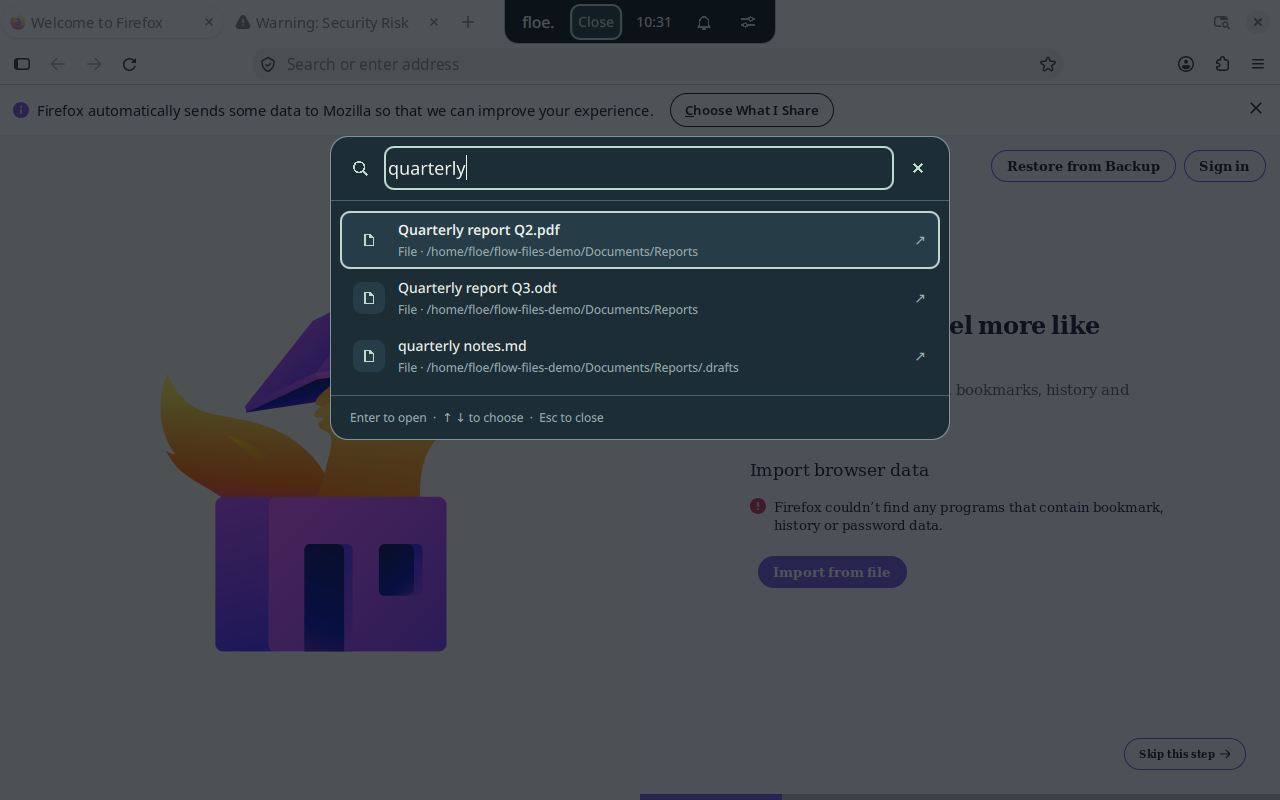 Welcome to Firefox
Warning: Security Risk
floe.
Close
10:31
Search or enter address
Firefox automatically sends some data to Mozilla so that we can improve your experience.
Choose What I Share
quarterly
Restore from Backup
Sign in
Quarterly report Q2.pdf
File · /home/floe/flow-files-demo/Documents/Reports
Quarterly report Q3.odt
File · /home/floe/flow-files-demo/Documents/Reports
quarterly notes.md
File · /home/floe/flow-files-demo/Documents/Reports/.drafts
Enter to open · ↑ ↓ to choose · Esc to close
el more like
bookmarks, history and
Import browser data
Firefox couldn’t find any programs that contain bookmark,
history or password data.
Import from file
Skip this step →